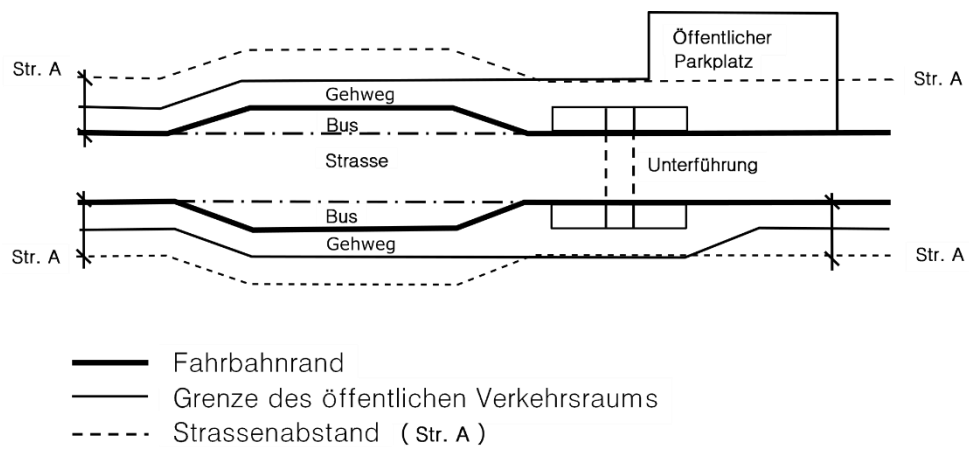 Öffentlicher
Parkplatz
Str. A
Str. A
Gehweg
Bus
Strasse
Unterführung
Bus
Gehweg
Str. A
Str. A
Fahrbahnrand
Grenze des öffentlichen Verkehrsraums
Strassenabstand ( Str. A )